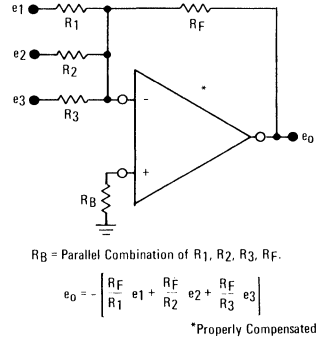 e1
R1
RF
e2
R2
*
e3
R3
-
eo
+
RB
RB = Parallel Combination of R1, R2, R3, RF.
eo = -[RF/R1 e1 + RF/R2 e2 + RF/R3 e3]
*Properly Compensated